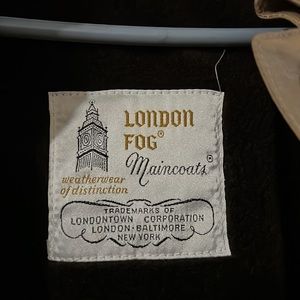 LONDON
FOG®
Maincoats®
weatherwear
of distinction
TRADEMARKS OF
LONDONTOWN CORPORATION
LONDON · BALTIMORE
NEW YORK